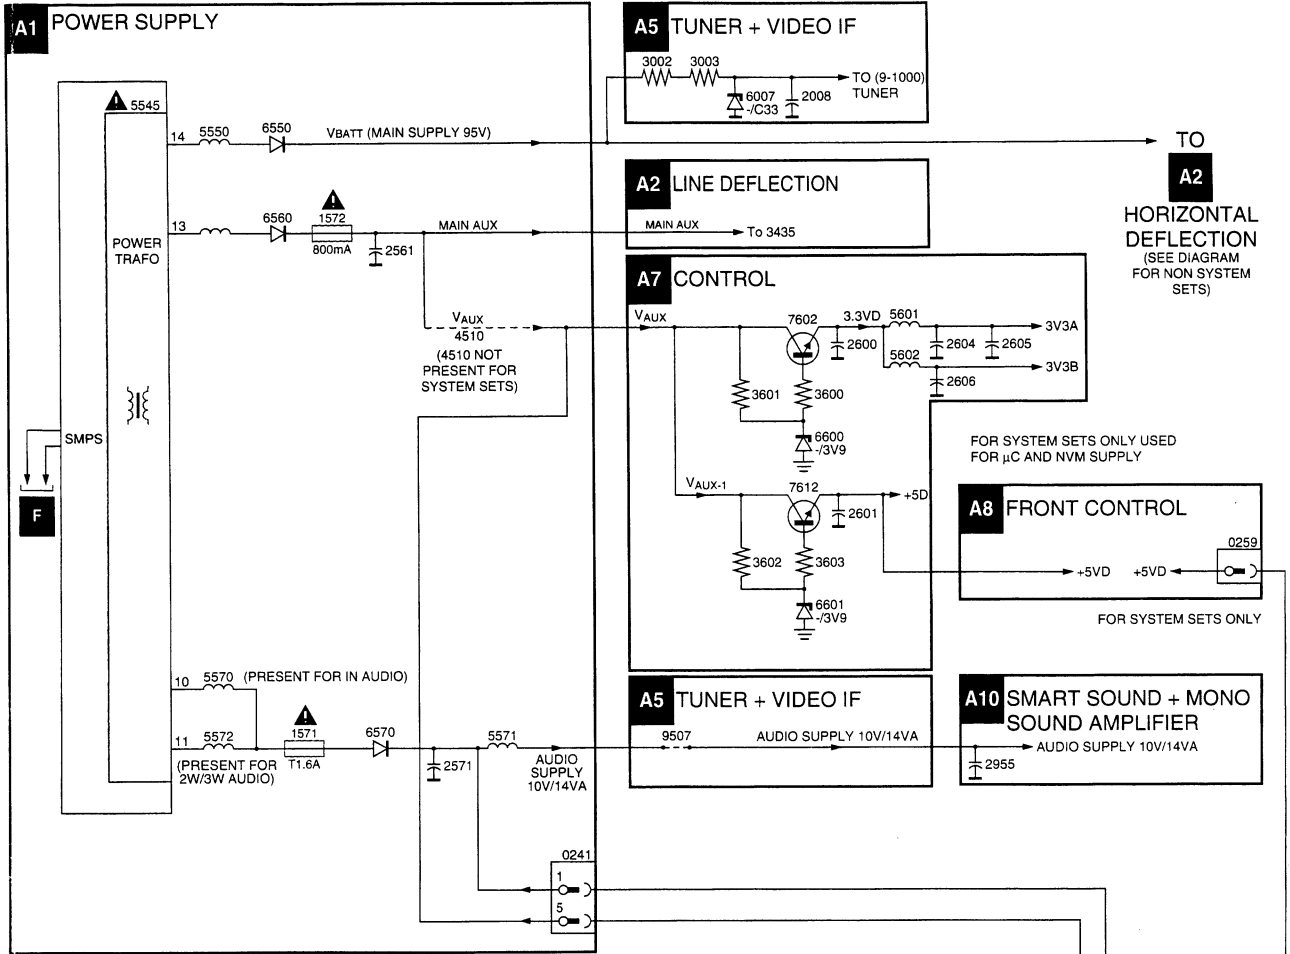 A1 POWER SUPPLY
5545
14
5550
6550
VBATT (MAIN SUPPLY 95V)
13
6560
1572
800mA
2561
MAIN AUX
POWER
TRAFO
VAUX
4510
(4510 NOT
PRESENT FOR
SYSTEM SETS)
SMPS
F
10
5570
(PRESENT FOR IN AUDIO)
11
5572
(PRESENT FOR
2W/3W AUDIO)
1571
T1.6A
6570
2571
5571
AUDIO
SUPPLY
10V/14VA
0241
1
5
A5 TUNER + VIDEO IF
3002
3003
6007
-/C33
2008
TO (9-1000)
TUNER
TO
A2
HORIZONTAL
DEFLECTION
(SEE DIAGRAM
FOR NON SYSTEM
SETS)
A2 LINE DEFLECTION
MAIN AUX
To 3435
A7 CONTROL
VAUX
7602
3.3VD
5601
2600
2604
2605
3V3A
5602
2606
3V3B
3601
3600
6600
-/3V9
VAUX-1
7612
2601
+5D
3602
3603
6601
-/3V9
FOR SYSTEM SETS ONLY USED
FOR µC AND NVM SUPPLY
A8 FRONT CONTROL
0259
+5VD
+5VD
FOR SYSTEM SETS ONLY
A5 TUNER + VIDEO IF
9507
AUDIO SUPPLY 10V/14VA
A10 SMART SOUND + MONO
SOUND AMPLIFIER
AUDIO SUPPLY 10V/14VA
2955